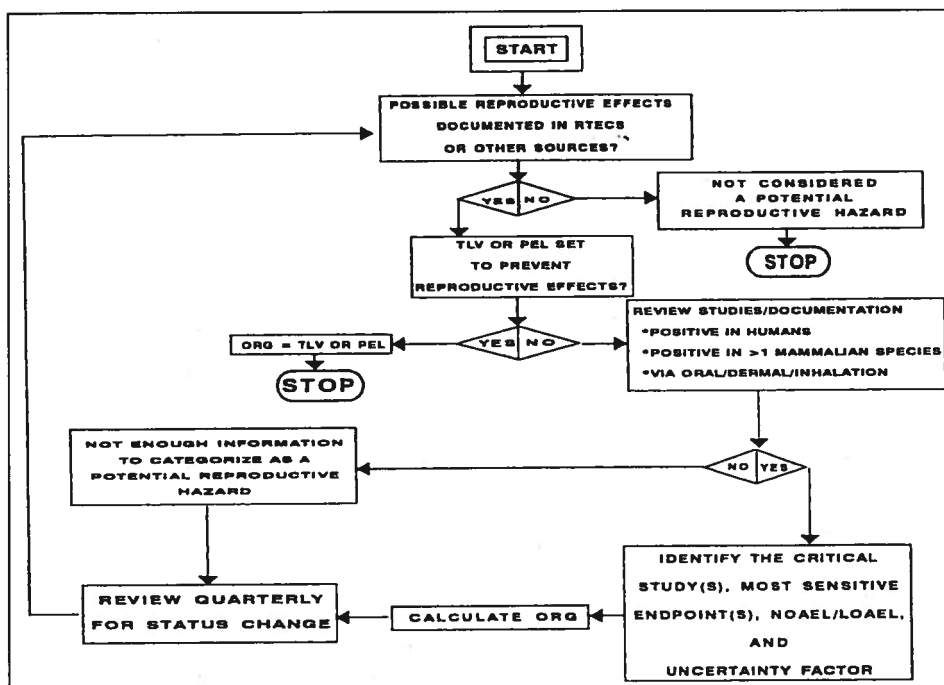 START
POSSIBLE REPRODUCTIVE EFFECTS
DOCUMENTED IN RTECS
OR OTHER SOURCES?
YES NO
NOT CONSIDERED
A POTENTIAL
REPRODUCTIVE HAZARD
STOP
TLV OR PEL SET
TO PREVENT
REPRODUCTIVE EFFECTS?
YES NO
ORG = TLV OR PEL
STOP
REVIEW STUDIES/DOCUMENTATION
*POSITIVE IN HUMANS
*POSITIVE IN >1 MAMMALIAN SPECIES
*VIA ORAL/DERMAL/INHALATION
NO YES
NOT ENOUGH INFORMATION
TO CATEGORIZE AS A
POTENTIAL REPRODUCTIVE
HAZARD
IDENTIFY THE CRITICAL
STUDY(S), MOST SENSITIVE
ENDPOINT(S), NOAEL/LOAEL,
AND
UNCERTAINTY FACTOR
CALCULATE ORG
REVIEW QUARTERLY
FOR STATUS CHANGE